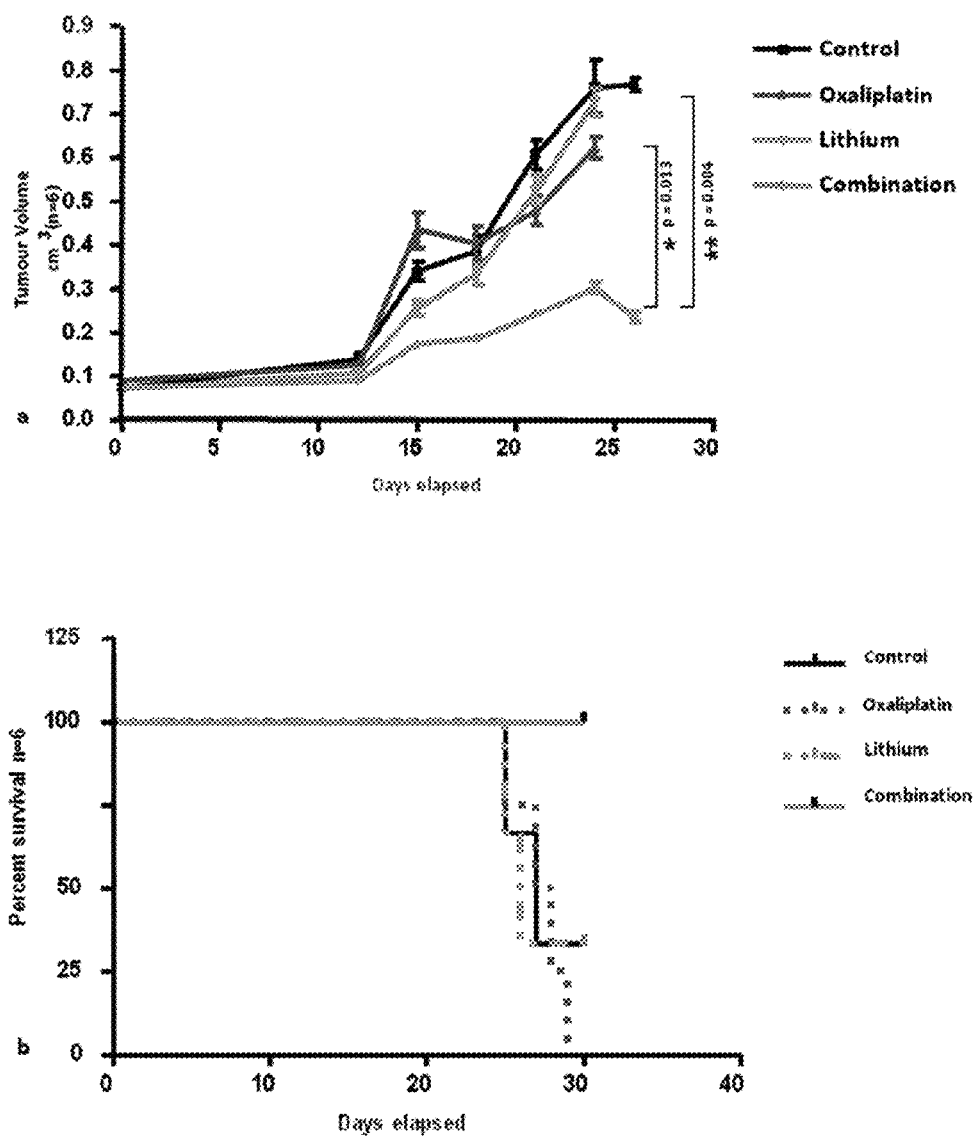 0.9
0.8
0.7
0.6
0.5
0.4
0.3
0.2
0.1
0.0
Tumour Volume
cm 3 (n=6)
a
0 5 10 15 20 25 30
Days elapsed
Control
Oxaliplatin
Lithium
Combination
* p = 0.013
** p = 0.004
125
100
50
25
0
Percent survival n=6
b
0 10 20 30 40
Days elapsed
Control
Oxaliplatin
Lithium
Combination